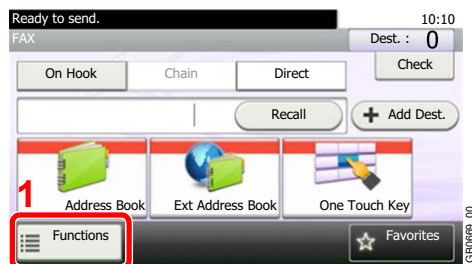 Ready to send. 10:10
FAX Dest. : 0
On Hook Chain Direct Check
Recall Add Dest.
Address Book Ext Address Book One Touch Key
1
Functions Favorites
GB0669_00